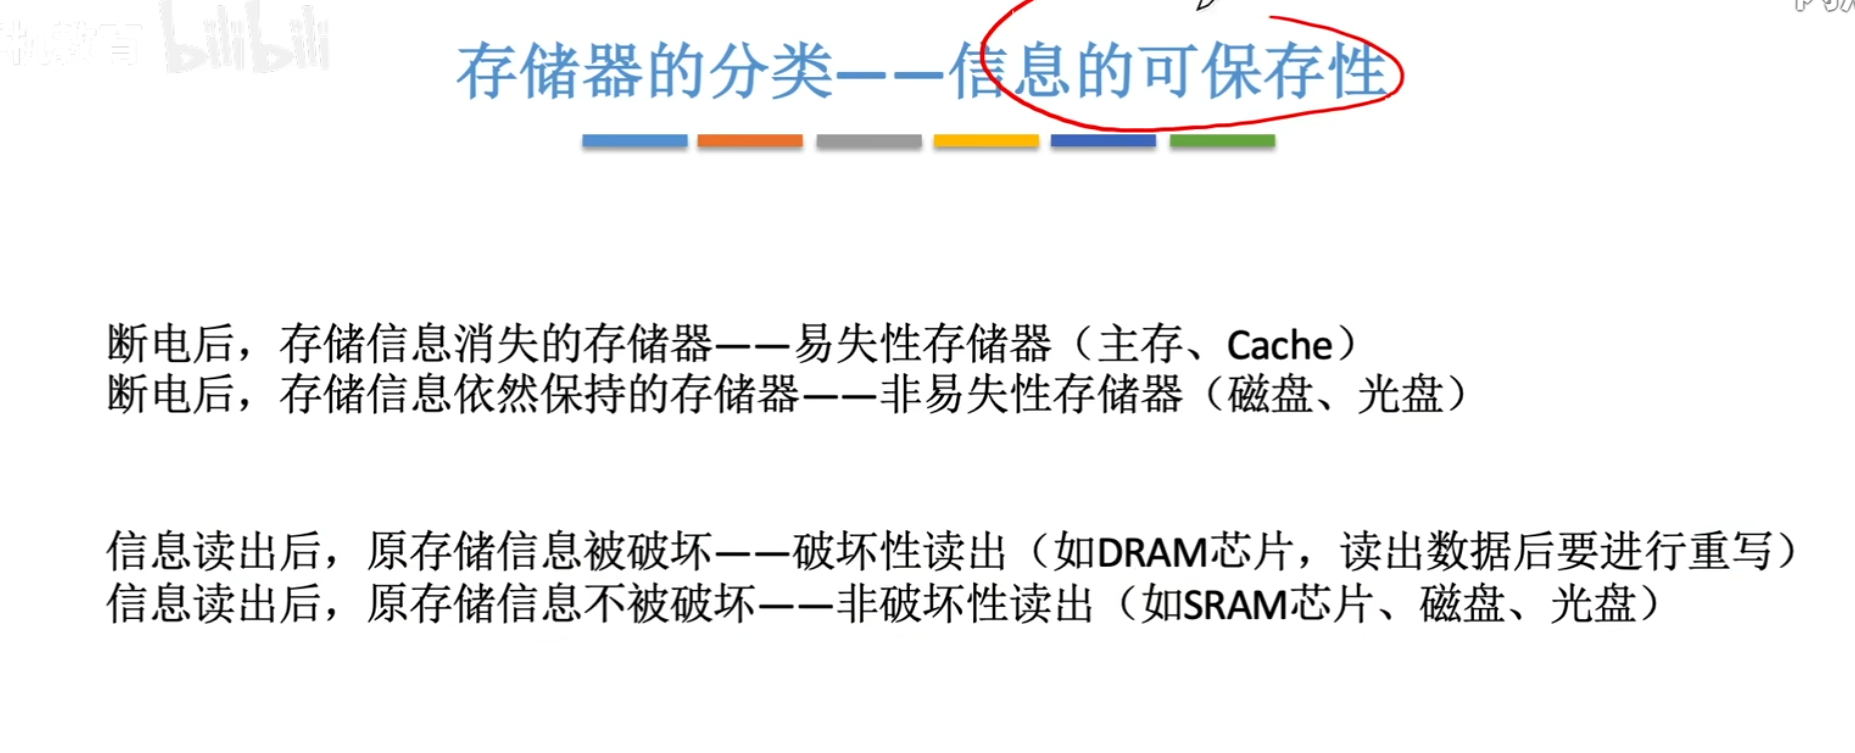 bilibili
存储器的分类——信息的可保存性
断电后，存储信息消失的存储器——易失性存储器（主存、Cache）
断电后，存储信息依然保持的存储器——非易失性存储器（磁盘、光盘）
信息读出后，原存储信息被破坏——破坏性读出（如DRAM芯片，读出数据后要进行重写）
信息读出后，原存储信息不被破坏——非破坏性读出（如SRAM芯片、磁盘、光盘）